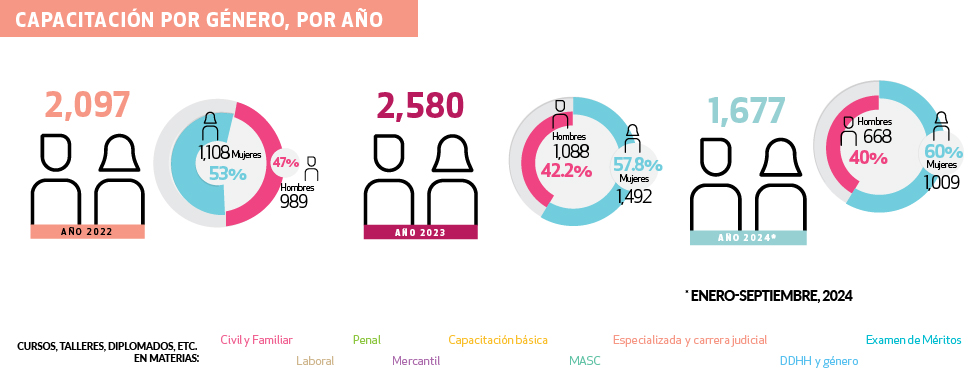 CAPACITACIÓN POR GÉNERO, POR AÑO
2,097
1,108 Mujeres
53%
47%
Hombres
989
AÑO 2022
2,580
Hombres
1,088
42.2%
57.8%
Mujeres
1,492
AÑO 2023
1,677
Hombres
668
40%
60%
Mujeres
1,009
AÑO 2024*
* ENERO-SEPTIEMBRE, 2024
CURSOS, TALLERES, DIPLOMADOS, ETC.
EN MATERIAS:
Civil y Familiar
Penal
Capacitación básica
Especializada y carrera judicial
Examen de Méritos
Laboral
Mercantil
MASC
DDHH y género